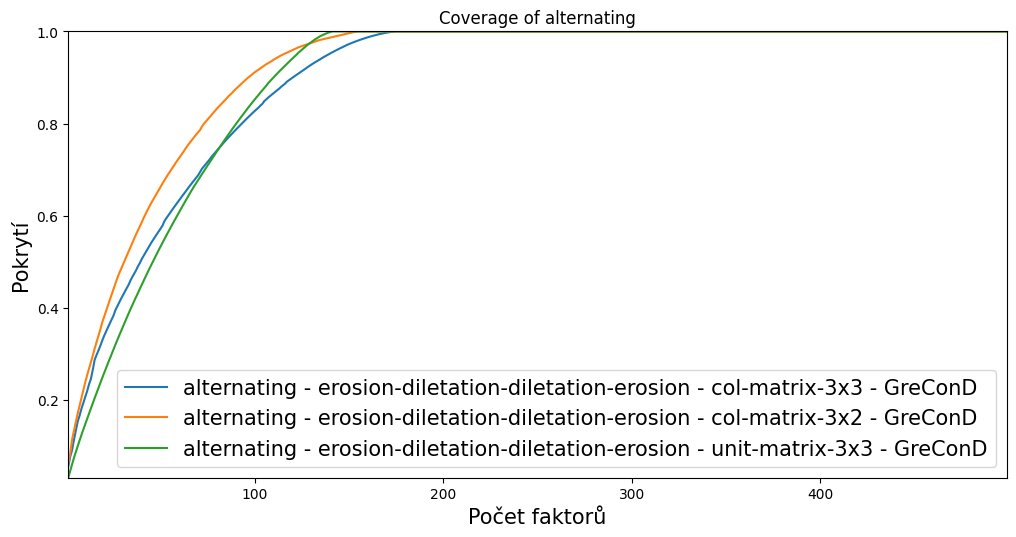 Coverage of alternating
1.0
0.8
0.6
0.4
0.2
Pokrytí
alternating - erosion-diletation-diletation-erosion - col-matrix-3x3 - GreConD
alternating - erosion-diletation-diletation-erosion - col-matrix-3x2 - GreConD
alternating - erosion-diletation-diletation-erosion - unit-matrix-3x3 - GreConD
100 200 300 400
Počet faktorů